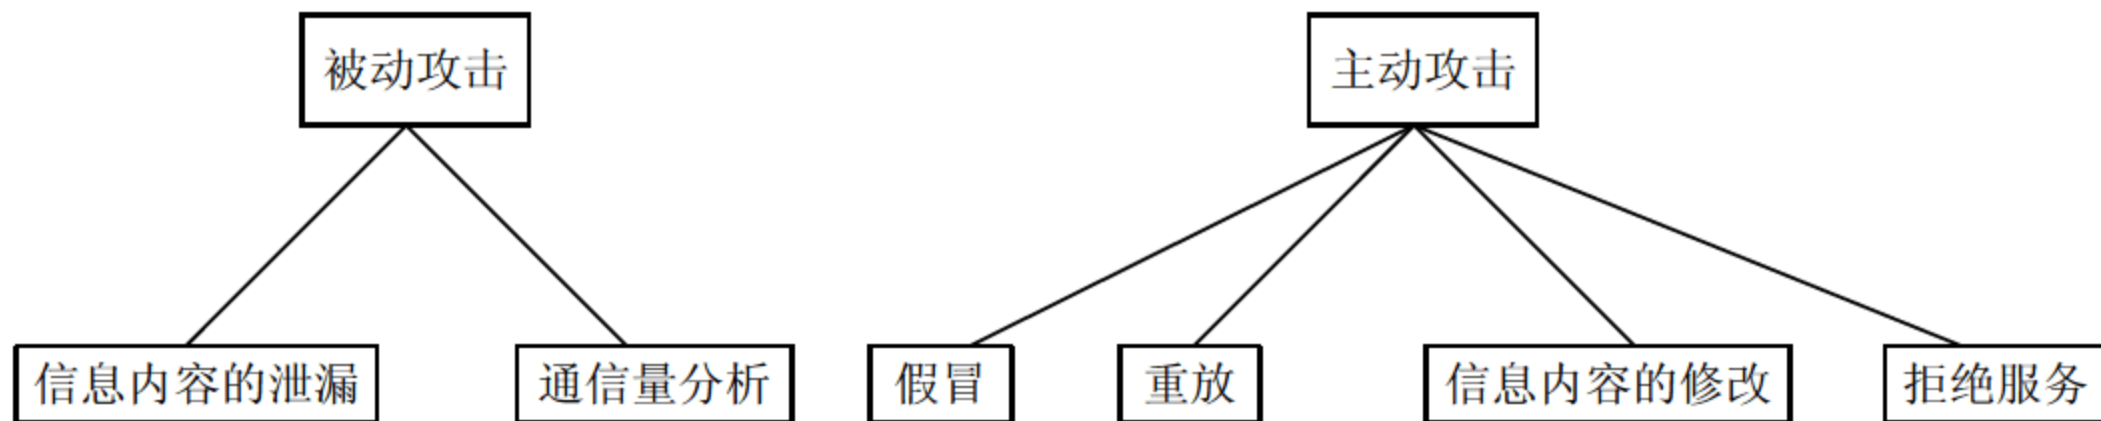 被动攻击
主动攻击
信息内容的泄漏
通信量分析
假冒
重放
信息内容的修改
拒绝服务